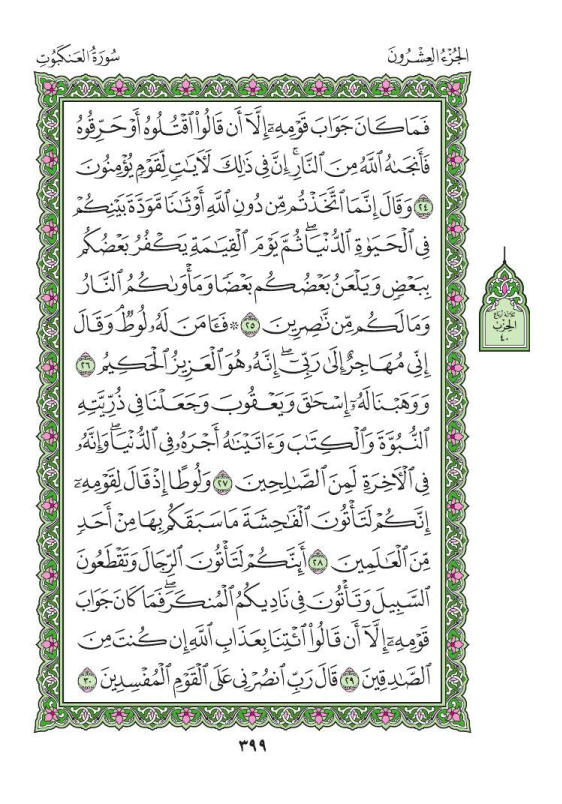 الجُزْءُ العِشْرُونَ
سُورَةُ العَنكَبُوتِ
فَمَا كَانَ جَوَابَ قَوْمِهِۦٓ إِلَّآ أَن قَالُوا۟ ٱقْتُلُوهُ أَوْ حَرِّقُوهُ
فَأَنجَىٰهُ ٱللَّهُ مِنَ ٱلنَّارِۚ إِنَّ فِى ذَٰلِكَ لَـَٔايَـٰتٍ لِّقَوْمٍ يُؤْمِنُونَ
٢٤ وَقَالَ إِنَّمَا ٱتَّخَذْتُم مِّن دُونِ ٱللَّهِ أَوْثَـٰنًا مَّوَدَّةَ بَيْنِكُمْ
فِى ٱلْحَيَوٰةِ ٱلدُّنْيَاۖ ثُمَّ يَوْمَ ٱلْقِيَـٰمَةِ يَكْفُرُ بَعْضُكُم
بِبَعْضٍ وَيَلْعَنُ بَعْضُكُم بَعْضًا وَمَأْوَىٰكُمُ ٱلنَّارُ
وَمَا لَكُم مِّن نَّـٰصِرِينَ ٢٥ ۞ فَـَٔامَنَ لَهُۥ لُوطٌۘ وَقَالَ
إِنِّى مُهَاجِرٌ إِلَىٰ رَبِّىٓۖ إِنَّهُۥ هُوَ ٱلْعَزِيزُ ٱلْحَكِيمُ ٢٦
وَوَهَبْنَا لَهُۥٓ إِسْحَـٰقَ وَيَعْقُوبَ وَجَعَلْنَا فِى ذُرِّيَّتِهِ
ٱلنُّبُوَّةَ وَٱلْكِتَـٰبَ وَءَاتَيْنَـٰهُ أَجْرَهُۥ فِى ٱلدُّنْيَاۖ وَإِنَّهُۥ
فِى ٱلْـَٔاخِرَةِ لَمِنَ ٱلصَّـٰلِحِينَ ٢٧ وَلُوطًا إِذْ قَالَ لِقَوْمِهِۦٓ
إِنَّكُمْ لَتَأْتُونَ ٱلْفَـٰحِشَةَ مَا سَبَقَكُم بِهَا مِنْ أَحَدٍ
مِّنَ ٱلْعَـٰلَمِينَ ٢٨ أَئِنَّكُمْ لَتَأْتُونَ ٱلرِّجَالَ وَتَقْطَعُونَ
ٱلسَّبِيلَ وَتَأْتُونَ فِى نَادِيكُمُ ٱلْمُنكَرَۖ فَمَا كَانَ جَوَابَ
قَوْمِهِۦٓ إِلَّآ أَن قَالُوا۟ ٱئْتِنَا بِعَذَابِ ٱللَّهِ إِن كُنتَ مِنَ
ٱلصَّـٰدِقِينَ ٢٩ قَالَ رَبِّ ٱنصُرْنِى عَلَى ٱلْقَوْمِ ٱلْمُفْسِدِينَ ٣٠
ثلاثة أرباع
الحزب
٤٠
٣٩٩